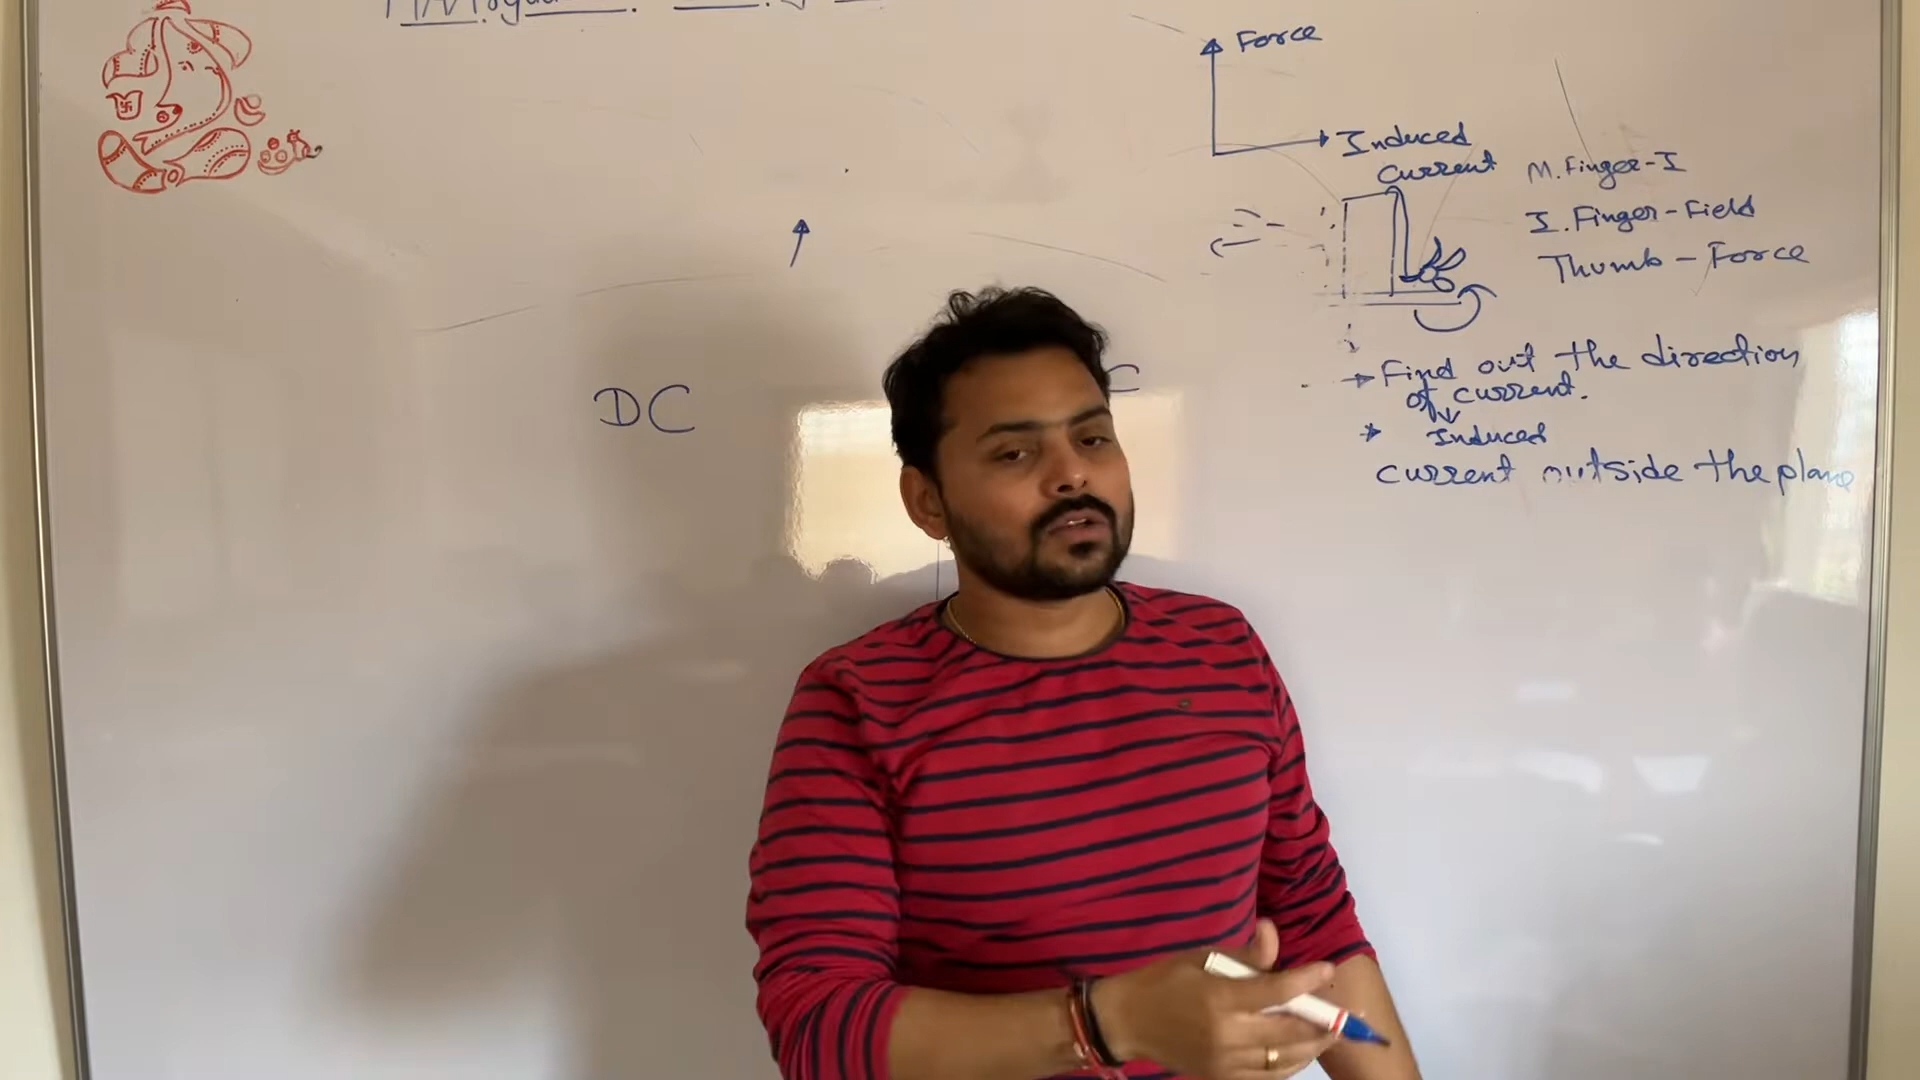 Force
Induced
Current
M. Finger-I
I. Finger-Field
Thumb - Force
DC
C
→ Find out the direction
of current.
Induced
current outside the plane